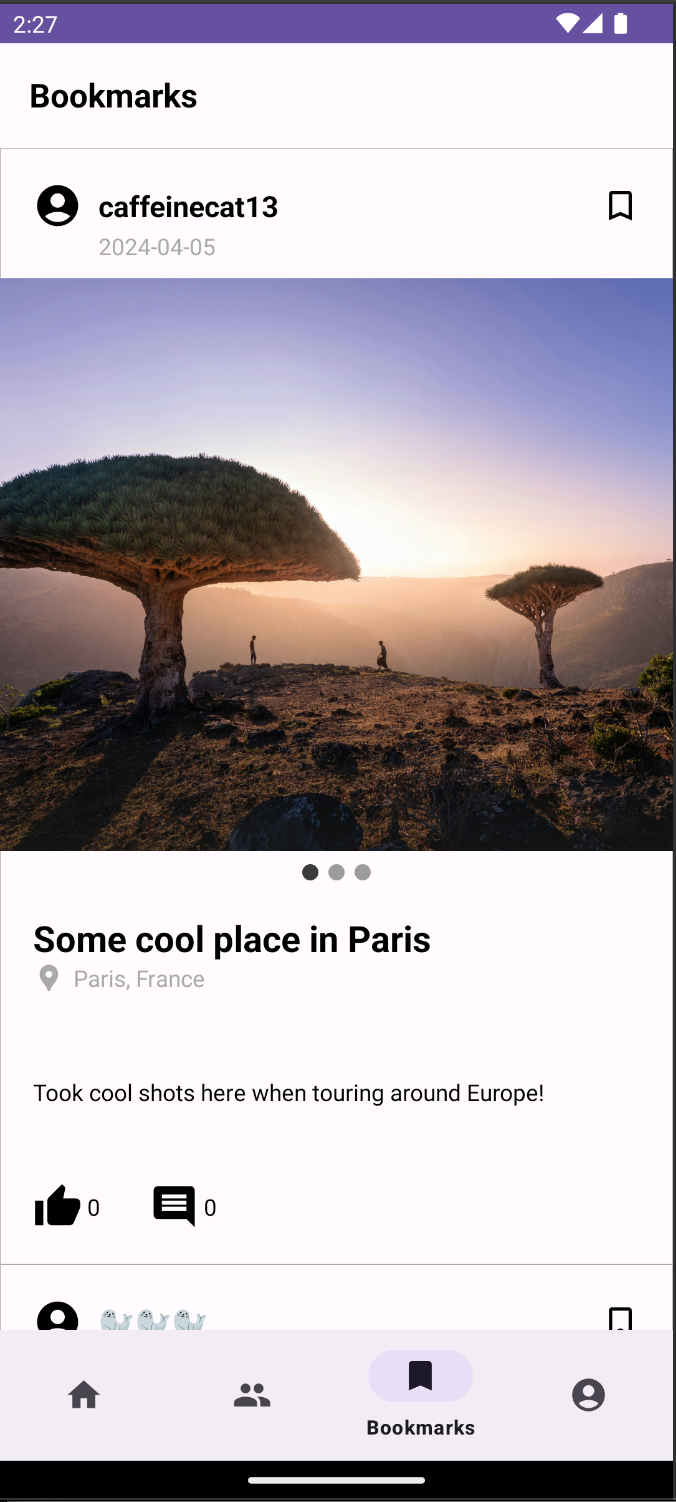 2:27
Bookmarks
caffeinecat13
2024-04-05
Some cool place in Paris
Paris, France
Took cool shots here when touring around Europe!
0 0
🦭🦭🦭
Bookmarks